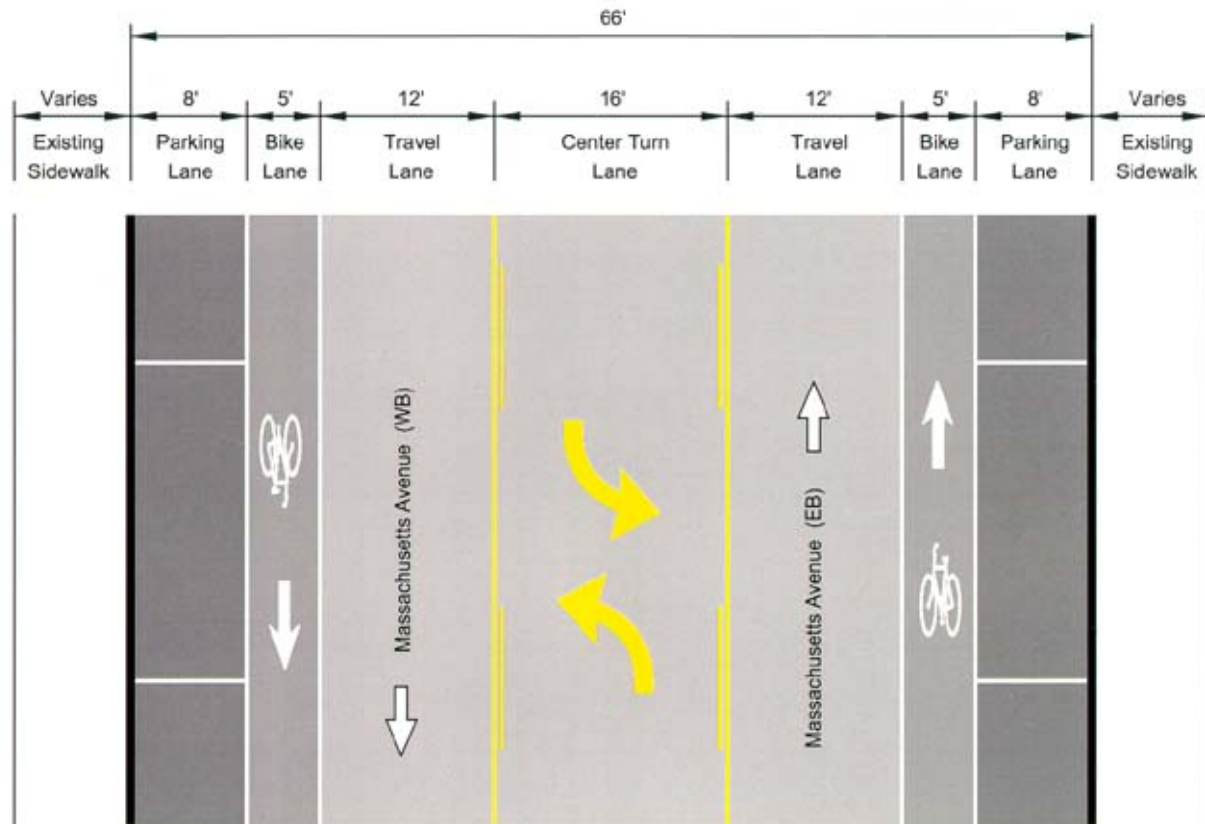 66'
Varies 8' 5' 12' 16' 12' 5' 8' Varies
Existing Parking Bike Travel Center Turn Travel Bike Parking Existing
Sidewalk Lane Lane Lane Lane Lane Lane Lane Sidewalk
Massachusetts Avenue (WB)
Massachusetts Avenue (EB)